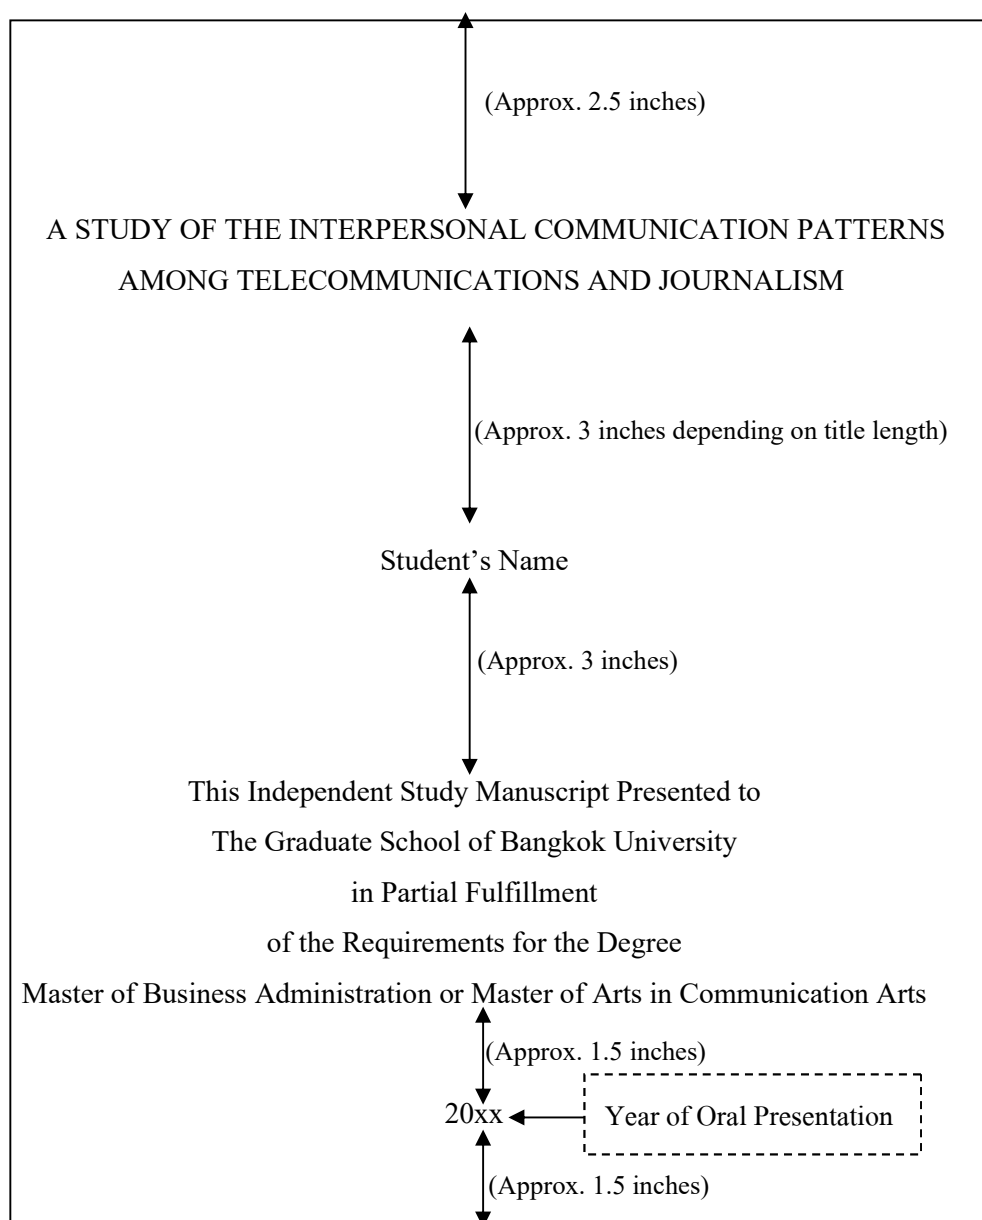 (Approx. 2.5 inches)
A STUDY OF THE INTERPERSONAL COMMUNICATION PATTERNS
AMONG TELECOMMUNICATIONS AND JOURNALISM
(Approx. 3 inches depending on title length)
Student’s Name
(Approx. 3 inches)
This Independent Study Manuscript Presented to
The Graduate School of Bangkok University
in Partial Fulfillment
of the Requirements for the Degree
Master of Business Administration or Master of Arts in Communication Arts
(Approx. 1.5 inches)
20xx Year of Oral Presentation
(Approx. 1.5 inches)